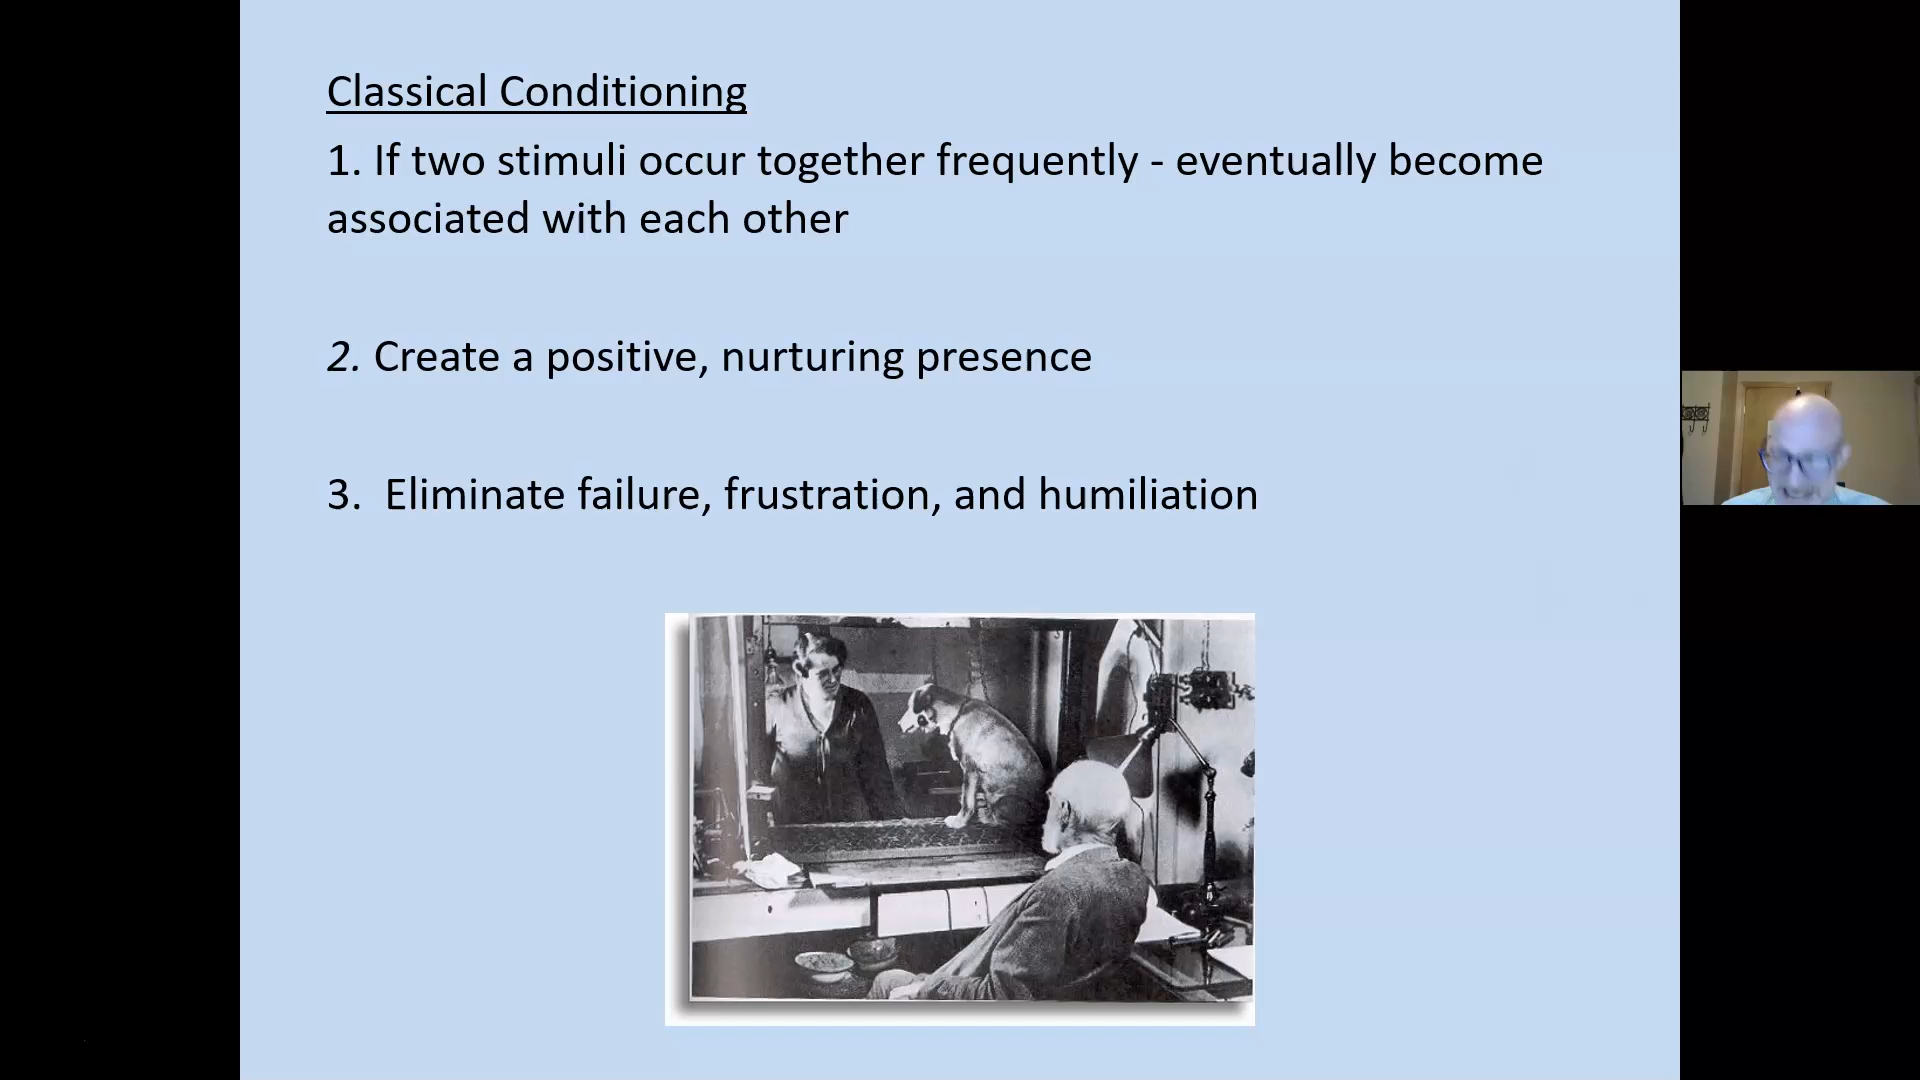 Classical Conditioning
1. If two stimuli occur together frequently - eventually become
associated with each other
2. Create a positive, nurturing presence
3. Eliminate failure, frustration, and humiliation